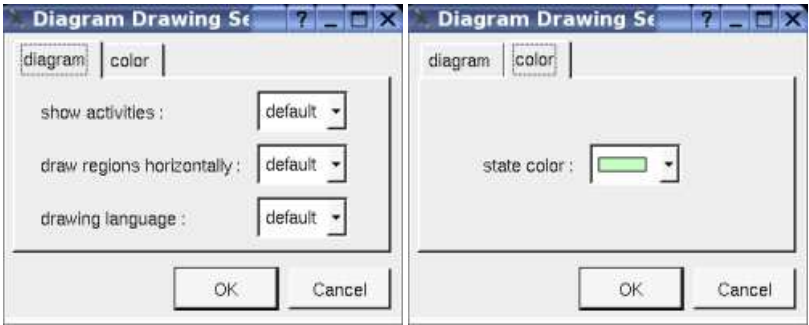 Diagram Drawing Se
diagram color
show activities : default
draw regions horizontally : default
drawing language : default
OK Cancel
Diagram Drawing Se
diagram color
state color :
OK Cancel